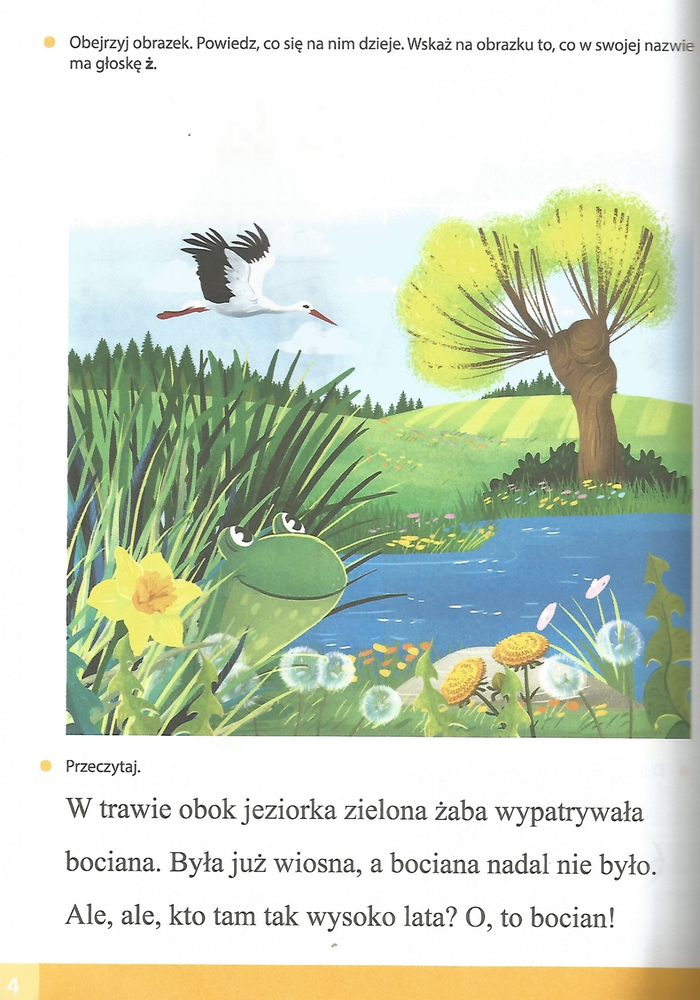 Obejrzyj obrazek. Powiedz, co się na nim dzieje. Wskaż na obrazku to, co w swojej nazwie
ma głoskę ż.
Przeczytaj.
W trawie obok jeziorka zielona żaba wypatrywała
bociana. Była już wiosna, a bociana nadal nie było.
Ale, ale, kto tam tak wysoko lata? O, to bocian!
4